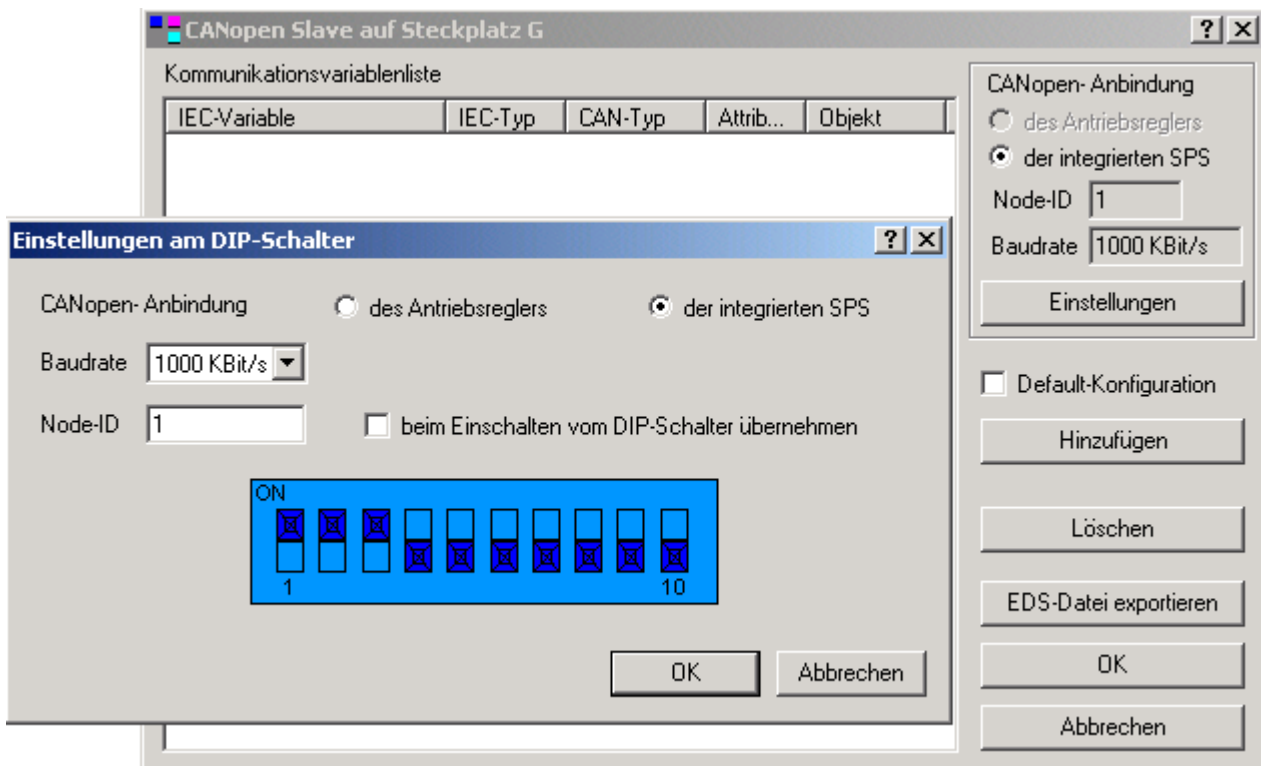 CANopen Slave auf Steckplatz G
Kommunikationsvariablenliste
IEC-Variable IEC-Typ CAN-Typ Attrib... Objekt
CANopen- Anbindung
des Antriebsreglers
der integrierten SPS
Node-ID 1
Baudrate 1000 KBit/s
Einstellungen
Default-Konfiguration
Hinzufügen
Löschen
EDS-Datei exportieren
OK
Abbrechen
Einstellungen am DIP-Schalter
CANopen- Anbindung des Antriebsreglers der integrierten SPS
Baudrate 1000 KBit/s
Node-ID 1 beim Einschalten vom DIP-Schalter übernehmen
ON
1 10
OK Abbrechen